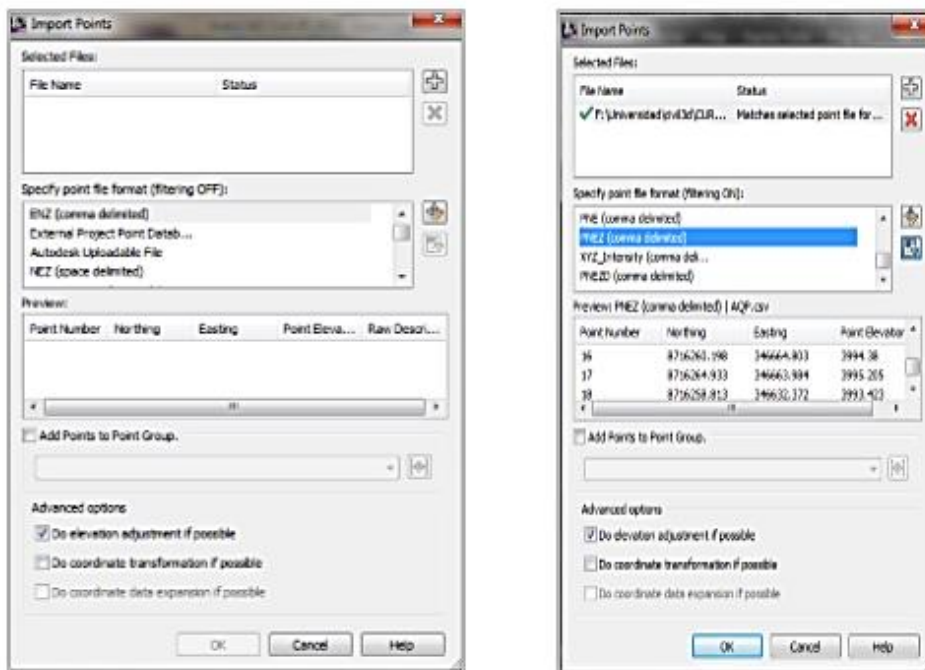 Import Points
Selected Files:
File Name Status
Specify point file format (filtering OFF):
ENZ (comma delimited)
External Project Point Datab...
Autodesk Uploadable File
NEZ (space delimited)
Preview:
Point Number Northing Easting Point Eleva... Raw Descri...
Add Points to Point Group.
Advanced options
Do elevation adjustment if possible
Do coordinate transformation if possible
Do coordinate data expansion if possible
OK Cancel Help
Import Points
Selected Files:
File Name Status
F:\Universidad\civil3d\CUR... Matches selected point file for ...
Specify point file format (filtering ON):
PNE (comma delimited)
PNEZ (comma delimited)
XYZ_Intensity (comma deli...
PNEZD (comma delimited)
Preview: PNEZ (comma delimited) | AQP.csv
Point Number Northing Easting Point Elevation
16 8716260.198 346664.803 3994.38
17 8716264.933 346663.984 3995.205
18 8716258.813 346632.372 3993.423
Add Points to Point Group.
Advanced options
Do elevation adjustment if possible
Do coordinate transformation if possible
Do coordinate data expansion if possible
OK Cancel Help